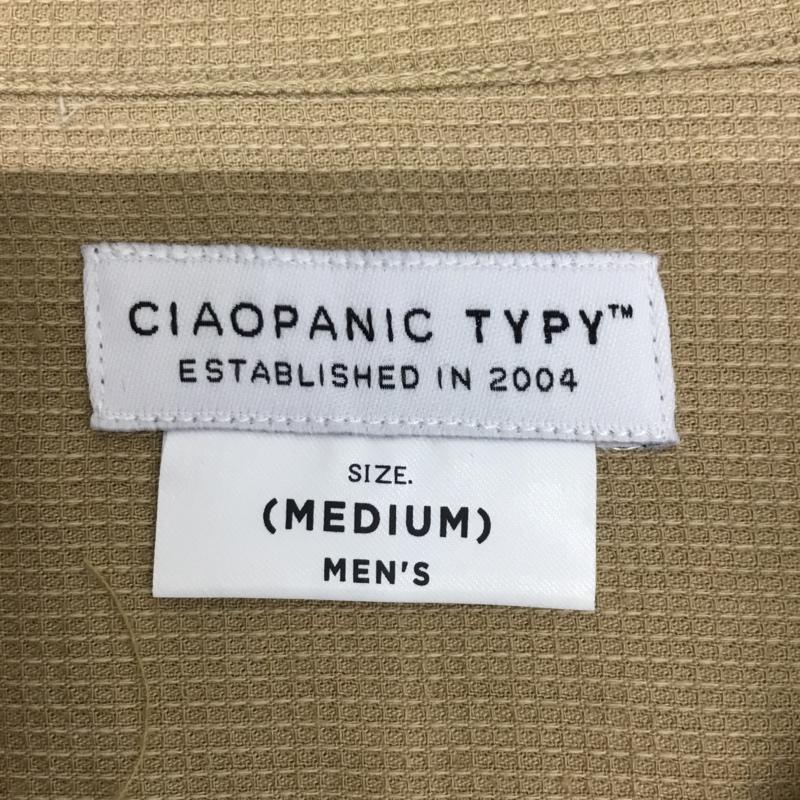 CIAOPANIC TYPY™
ESTABLISHED IN 2004
SIZE.
(MEDIUM)
MEN'S